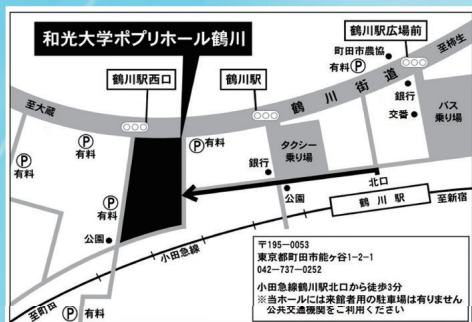 和光大学ポプリホール鶴川
鶴川駅広場前
至柿生
町田市農協
有料 Ⓟ
鶴川駅西口
鶴川駅
鶴川街道
銀行
交番
バス
乗り場
至大蔵
Ⓟ
有料
Ⓟ
有料
Ⓟ有料
タクシー
乗り場
銀行
北口
公園
鶴川駅
至新宿
Ⓟ
有料
公園
小田急線
至町田
Ⓟ
有料
〒195-0053
東京都町田市能ヶ谷1-2-1
042-737-0252
小田急線鶴川駅北口から徒歩3分
※当ホールには来館者用の駐車場は有りません
公共交通機関をご利用ください